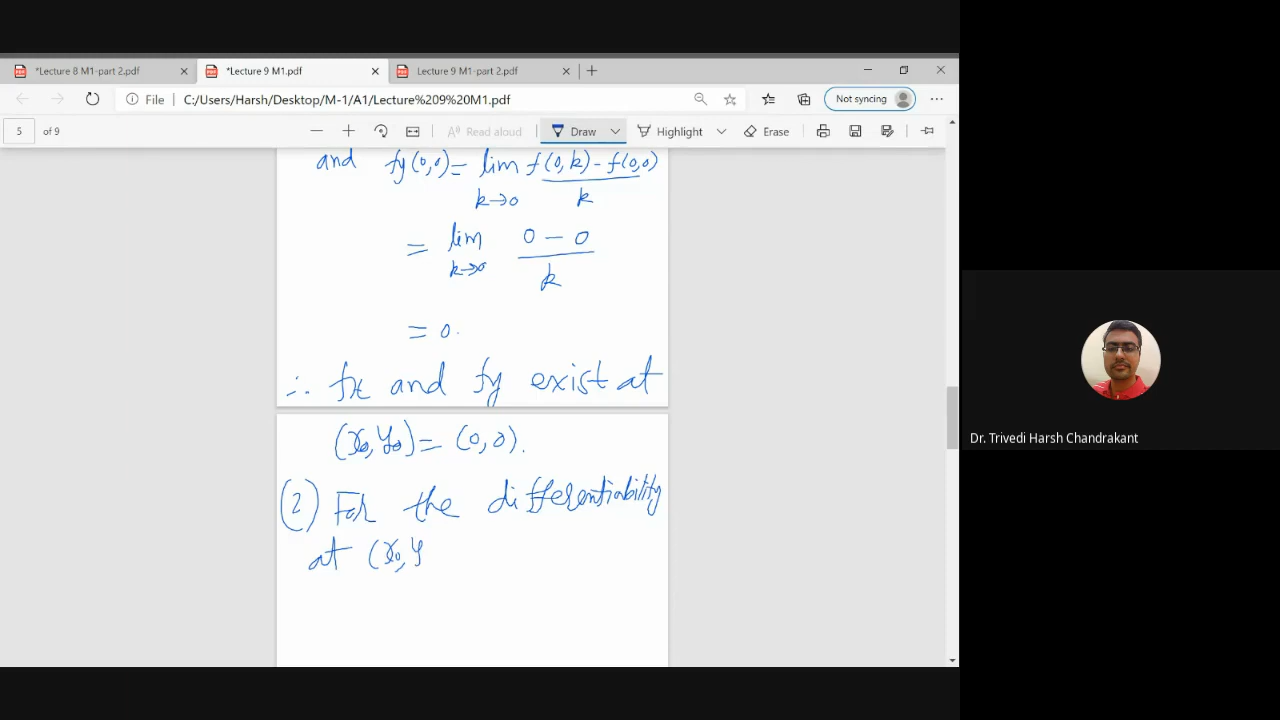 *Lecture 8 M1-part 2.pdf
*Lecture 9 M1.pdf
Lecture 9 M1-part 2.pdf
File
C:/Users/Harsh/Desktop/M-1/A1/Lecture%209%20M1.pdf
Not syncing
5 of 9
Read aloud
Draw
Highlight
Erase
and fy(0,0) = lim f(0,k) - f(0,0)
k→0 k
= lim 0 - 0
k→0 k
= 0.
∴ fx and fy exist at
(x₀,y₀) = (0,0).
(2) For the differentiability
at (x₀,y
Dr. Trivedi Harsh Chandrakant